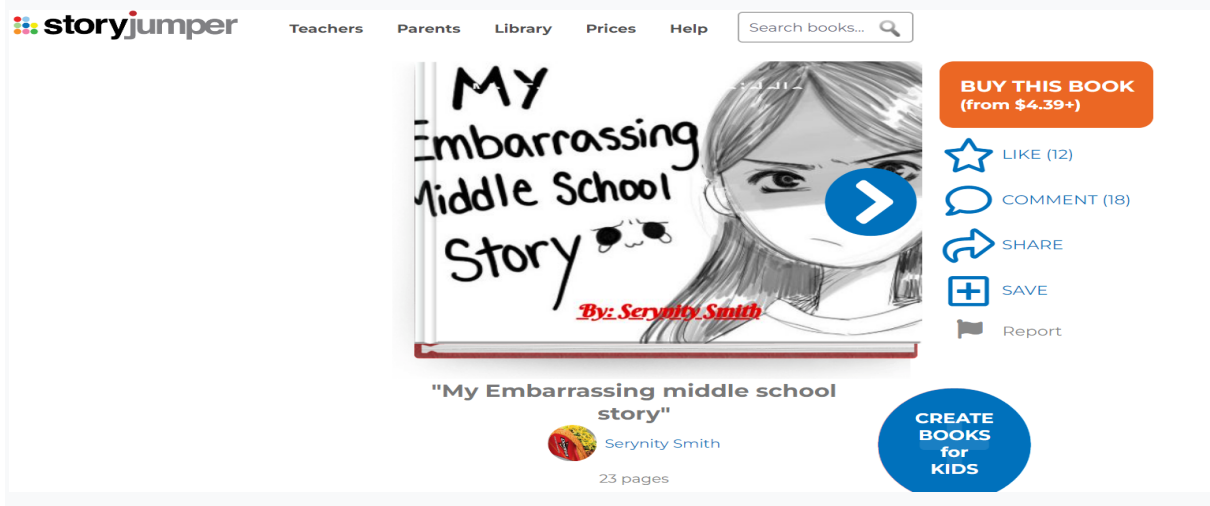 storyjumper
Teachers Parents Library Prices Help Search books...
MY
Embarrassing
Middle School
Story
By: Serynity Smith
BUY THIS BOOK
(from $4.39+)
LIKE (12)
COMMENT (18)
SHARE
SAVE
Report
"My Embarrassing middle school
story"
Serynity Smith
23 pages
CREATE
BOOKS
for
KIDS